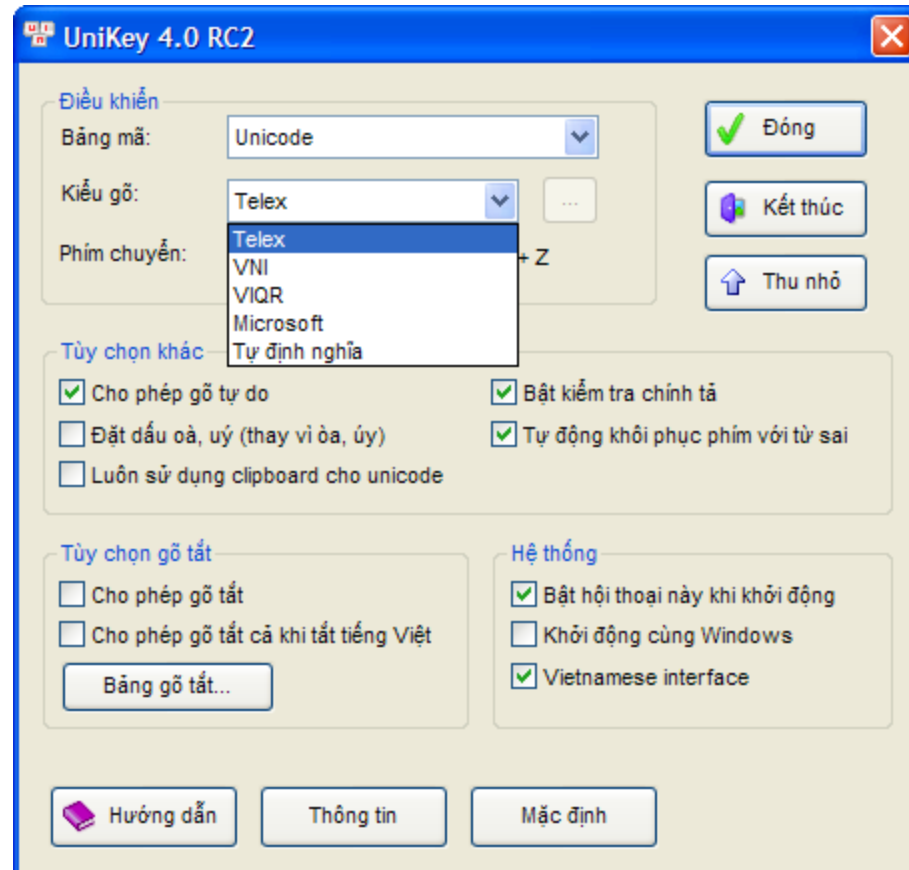 UniKey 4.0 RC2
Điều khiển
Bảng mã:
Unicode
Đóng
Kiểu gõ:
Telex
...
Kết thúc
Phím chuyển:
+ Z
Thu nhỏ
Telex
VNI
VIQR
Microsoft
Tự định nghĩa
Tùy chọn khác
Cho phép gõ tự do
Bật kiểm tra chính tả
Đặt dấu oà, uý (thay vì òa, úy)
Tự động khôi phục phím với từ sai
Luôn sử dụng clipboard cho unicode
Tùy chọn gõ tắt
Cho phép gõ tắt
Cho phép gõ tắt cả khi tắt tiếng Việt
Bảng gõ tắt...
Hệ thống
Bật hội thoại này khi khởi động
Khởi động cùng Windows
Vietnamese interface
Hướng dẫn
Thông tin
Mặc định